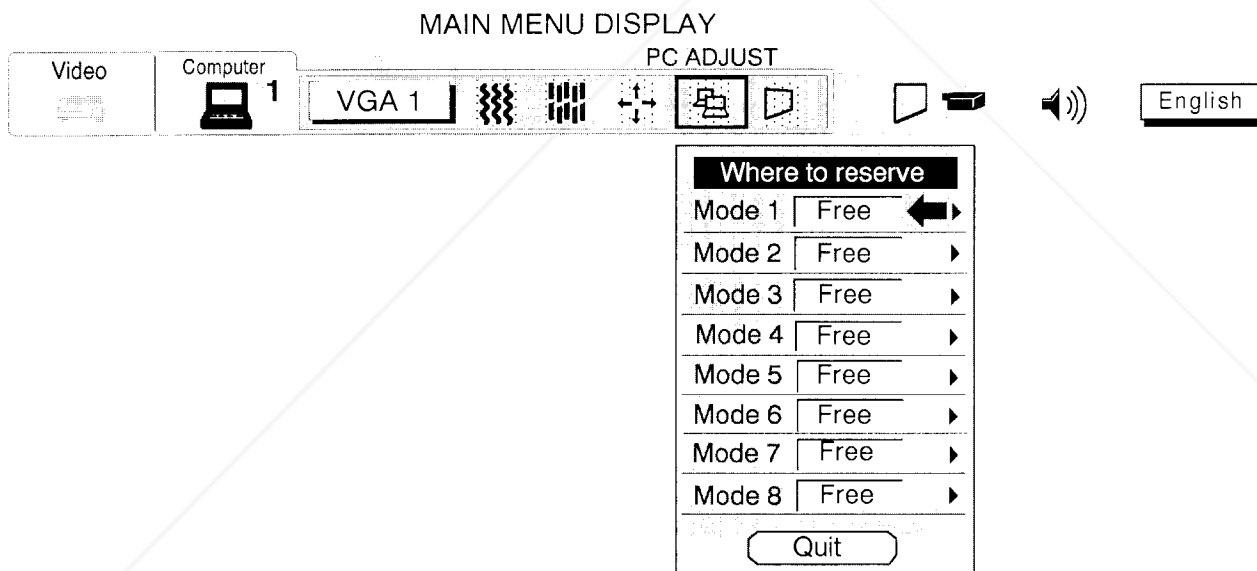 MAIN MENU DISPLAY
PC ADJUST
Video
Computer
1
VGA 1
English
Where to reserve
Mode 1 Free
Mode 2 Free
Mode 3 Free
Mode 4 Free
Mode 5 Free
Mode 6 Free
Mode 7 Free
Mode 8 Free
Quit